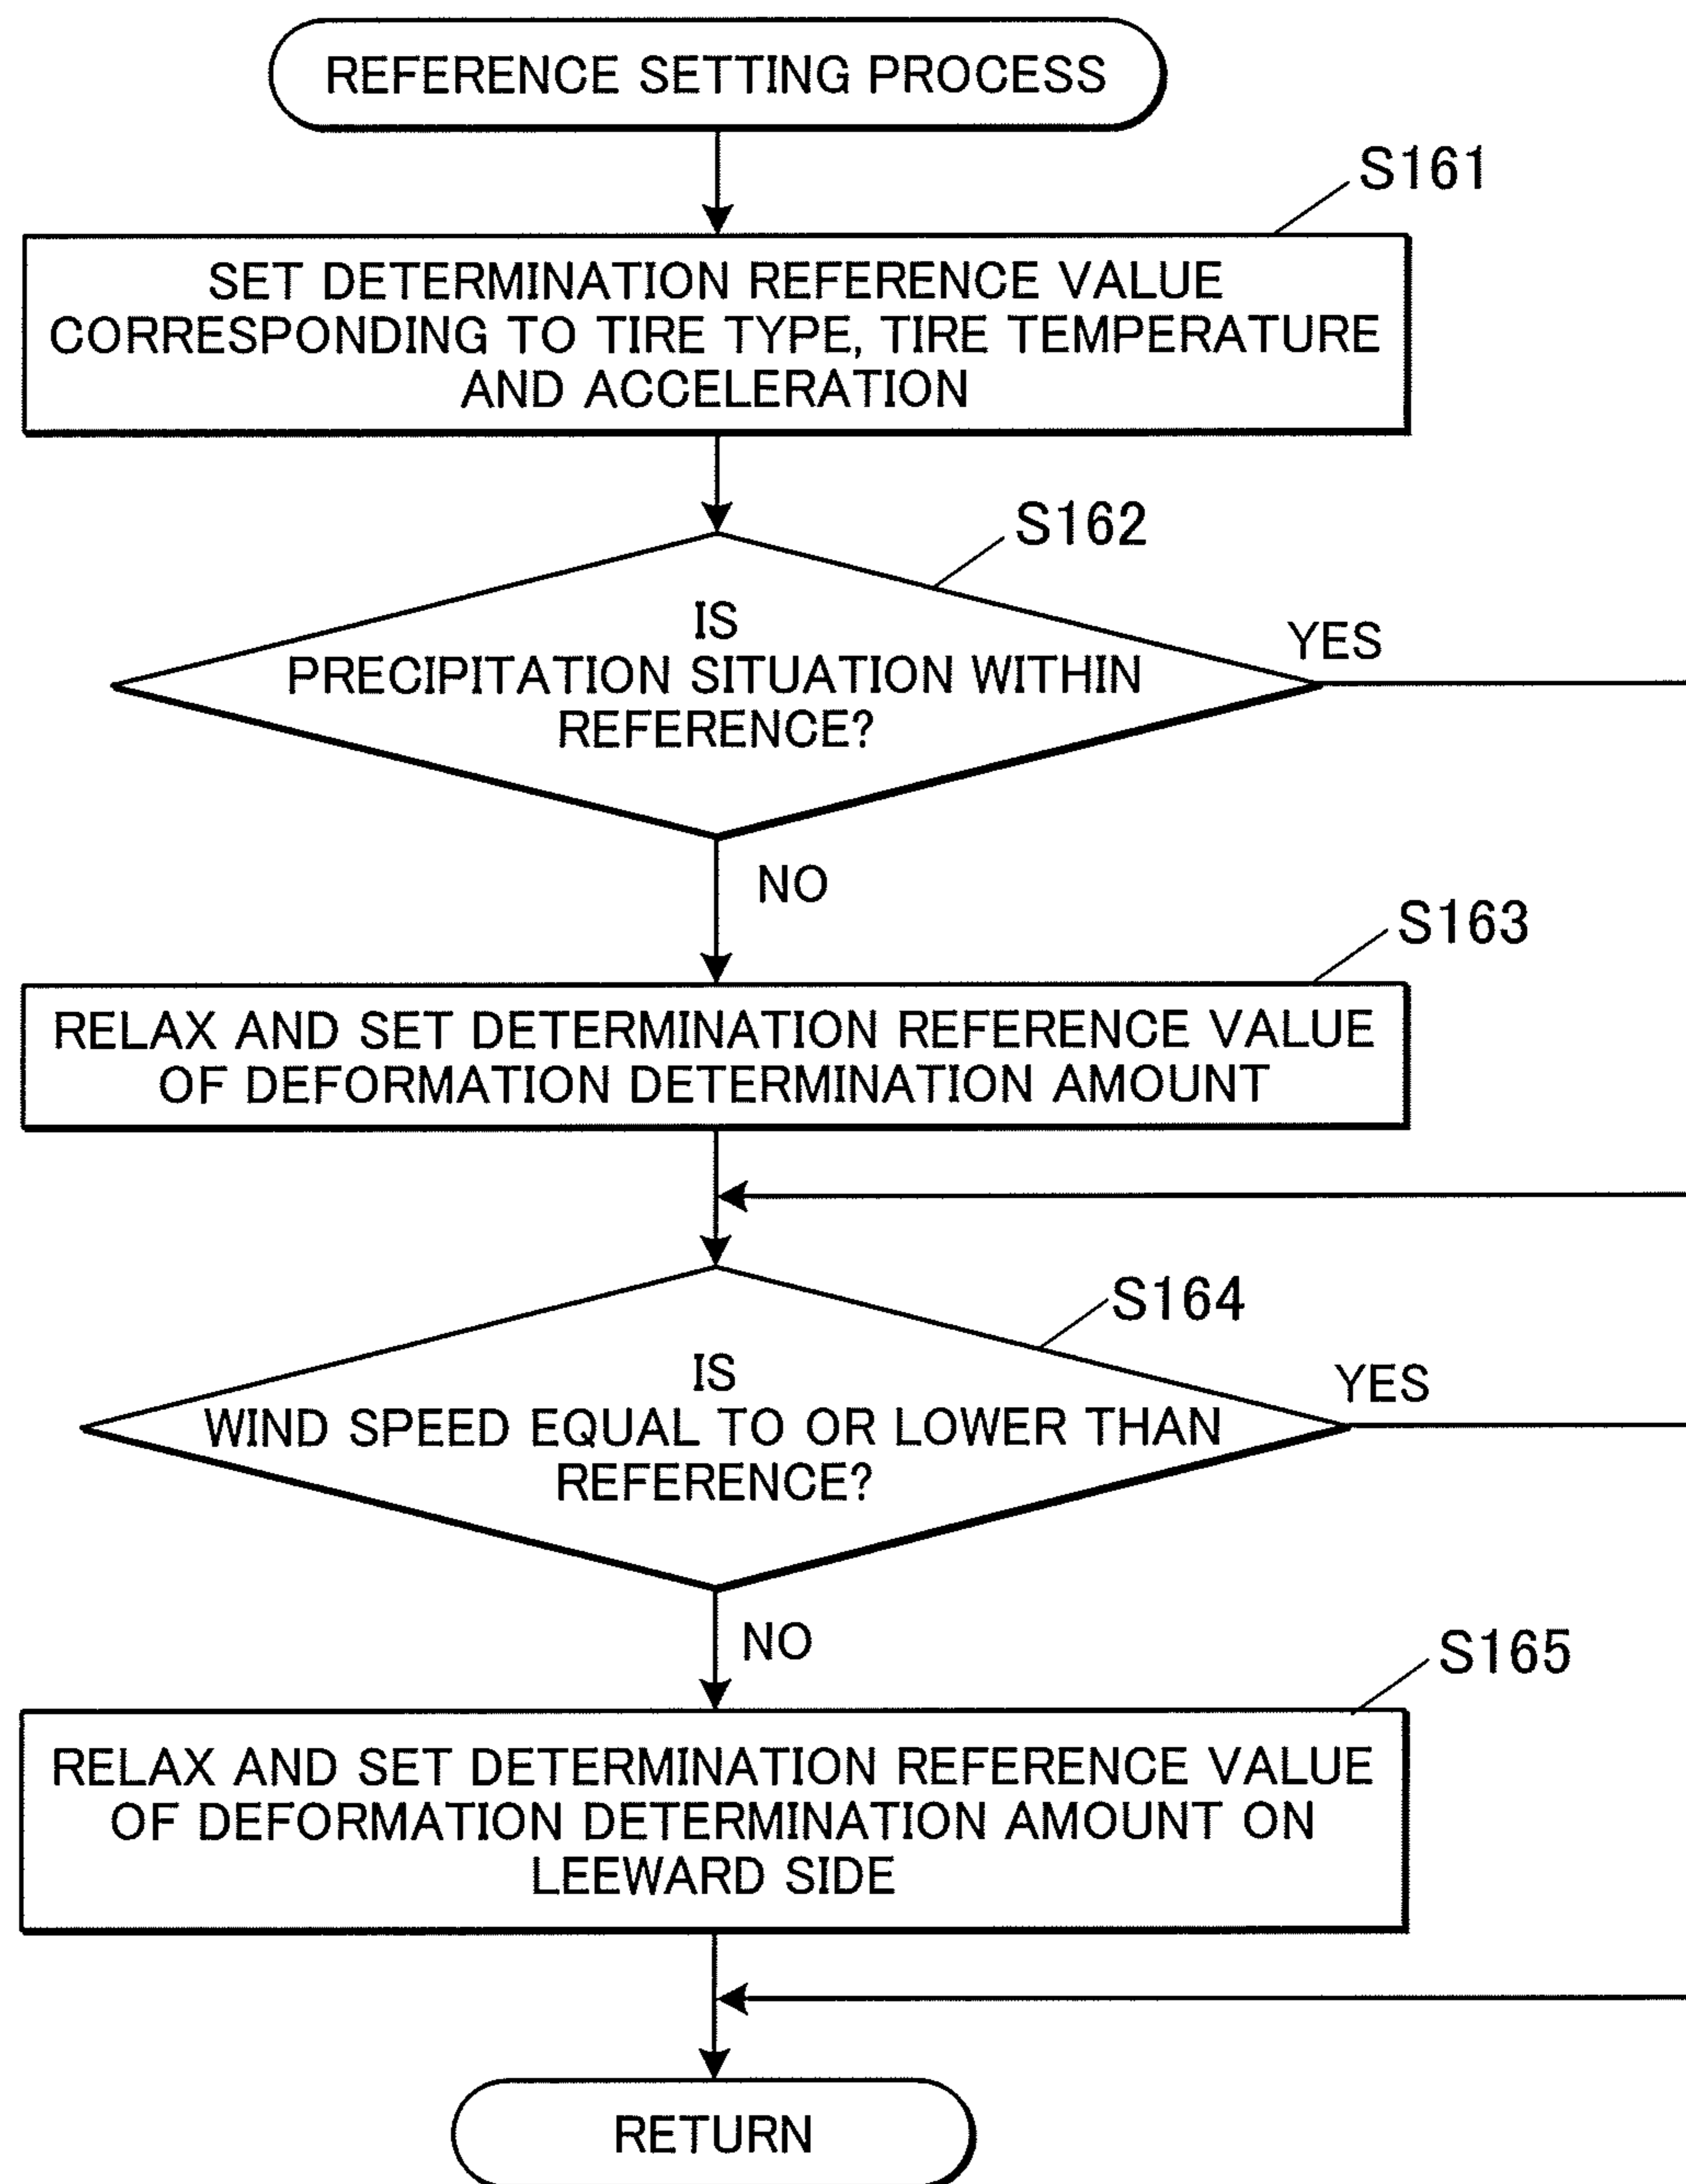 REFERENCE SETTING PROCESS
S161
SET DETERMINATION REFERENCE VALUE
CORRESPONDING TO TIRE TYPE, TIRE TEMPERATURE
AND ACCELERATION
S162
IS
PRECIPITATION SITUATION WITHIN
REFERENCE?
YES
NO
S163
RELAX AND SET DETERMINATION REFERENCE VALUE
OF DEFORMATION DETERMINATION AMOUNT
S164
IS
WIND SPEED EQUAL TO OR LOWER THAN
REFERENCE?
YES
NO
S165
RELAX AND SET DETERMINATION REFERENCE VALUE
OF DEFORMATION DETERMINATION AMOUNT ON
LEEWARD SIDE
RETURN